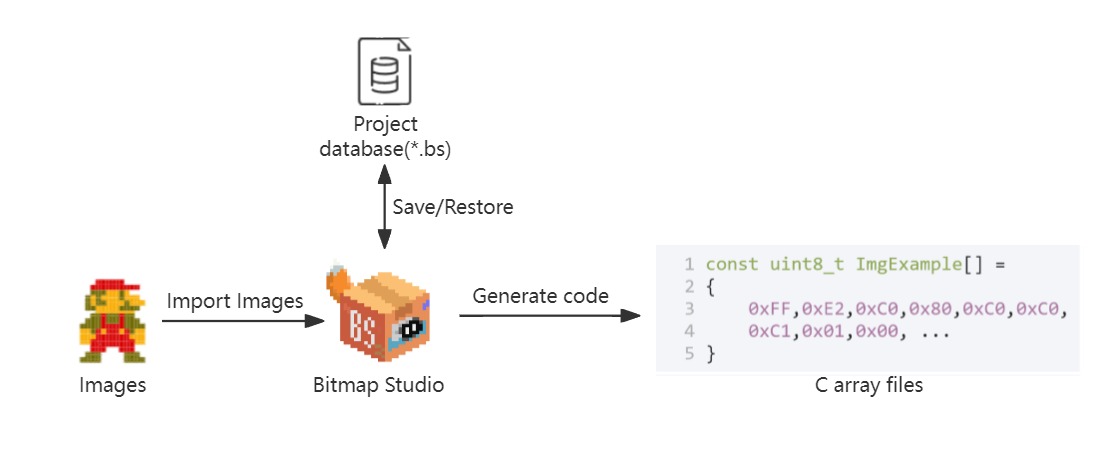 Project
database(*.bs)
Save/Restore
Import Images
BS
Generate code
1 const uint8_t ImgExample[] =
2 {
3 0xFF,0xE2,0xC0,0x80,0xC0,0xC0,
4 0xC1,0x01,0x00, ...
5 }
Images
Bitmap Studio
C array files